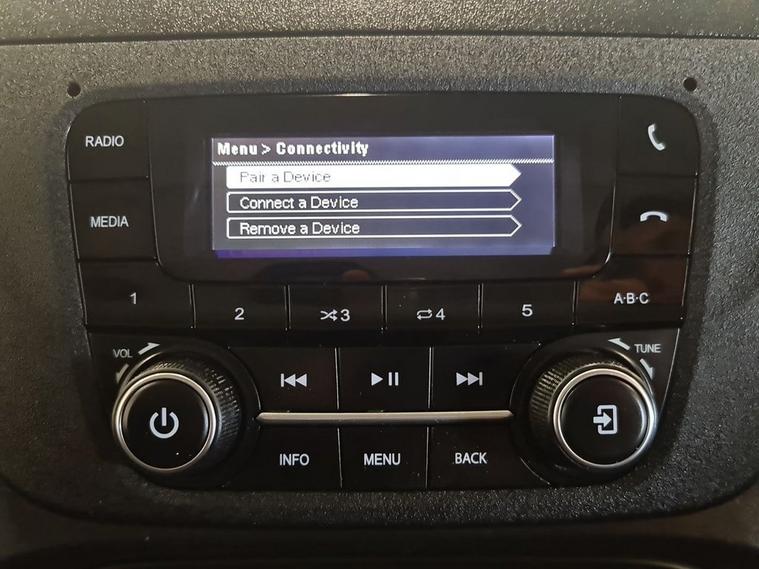 Menu > Connectivity
Pair a Device
Connect a Device
Remove a Device
RADIO
MEDIA
1
2
3
4
5
A·B·C
VOL
TUNE
INFO
MENU
BACK